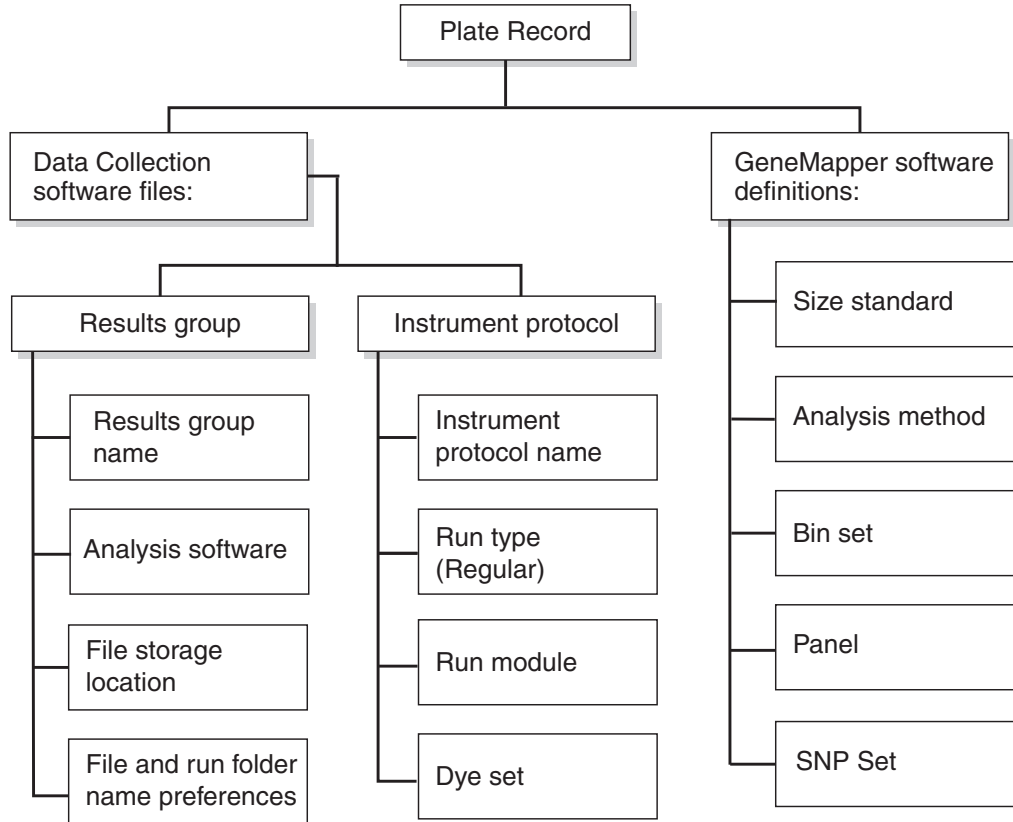 Plate Record
Data Collection
software files:
GeneMapper software
definitions:
Results group
Instrument protocol
Size standard
Results group
name
Instrument
protocol name
Analysis method
Analysis software
Run type
(Regular)
Bin set
File storage
location
Run module
Panel
File and run folder
name preferences
Dye set
SNP Set